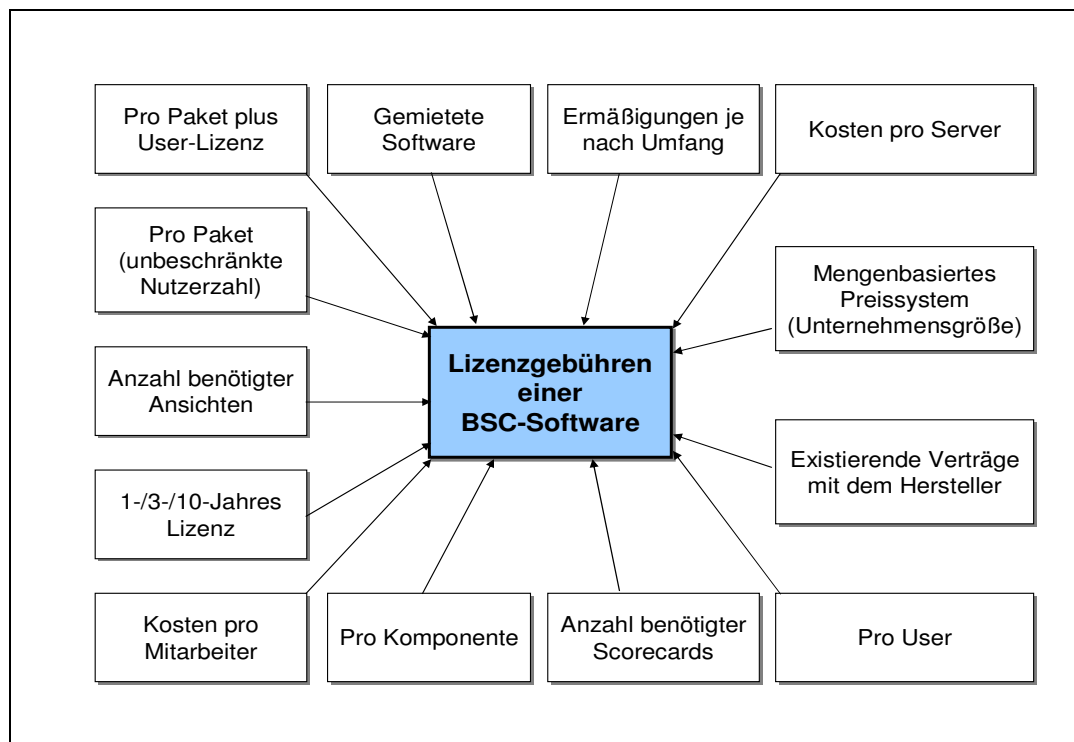 Pro Paket plus
User-Lizenz
Gemietete
Software
Ermäßigungen je
nach Umfang
Kosten pro Server
Pro Paket
(unbeschränkte
Nutzerzahl)
Mengenbasiertes
Preissystem
(Unternehmensgröße)
Lizenzgebühren
einer
BSC-Software
Anzahl benötigter
Ansichten
Existierende Verträge
mit dem Hersteller
1-/3-/10-Jahres
Lizenz
Kosten pro
Mitarbeiter
Pro Komponente
Anzahl benötigter
Scorecards
Pro User